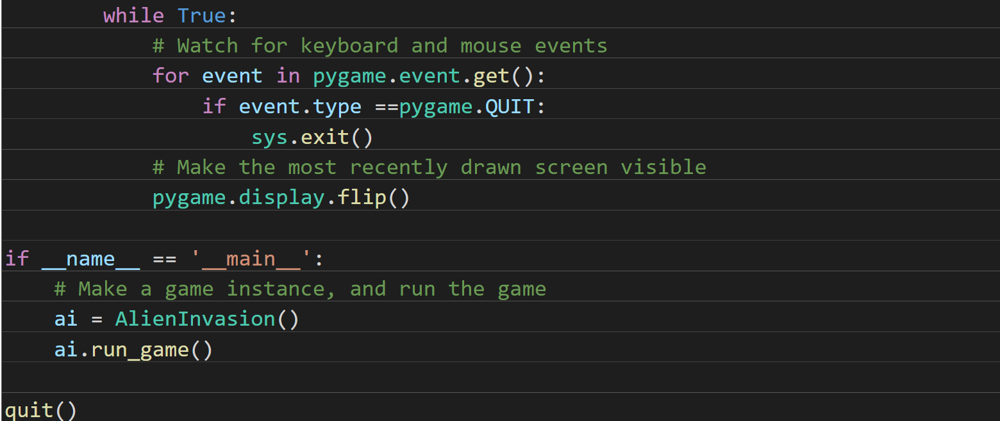 while True:
            # Watch for keyboard and mouse events
            for event in pygame.event.get():
                if event.type ==pygame.QUIT:
                    sys.exit()
            # Make the most recently drawn screen visible
            pygame.display.flip()

if __name__ == '__main__':
    # Make a game instance, and run the game
    ai = AlienInvasion()
    ai.run_game()

quit()